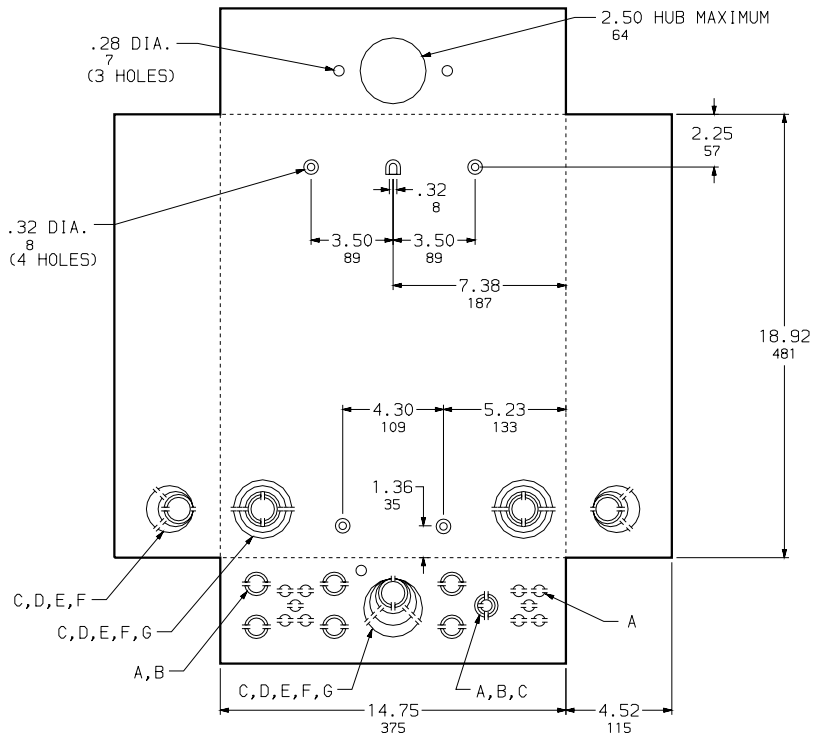 2.50 HUB MAXIMUM
64
.28 DIA.
7
(3 HOLES)
2.25
57
.32
8
.32 DIA.
8
(4 HOLES)
3.50
89
3.50
89
7.38
187
18.92
481
4.30
109
5.23
133
1.36
35
C,D,E,F
C,D,E,F,G
A
A,B
C,D,E,F,G
A,B,C
14.75
375
4.52
115